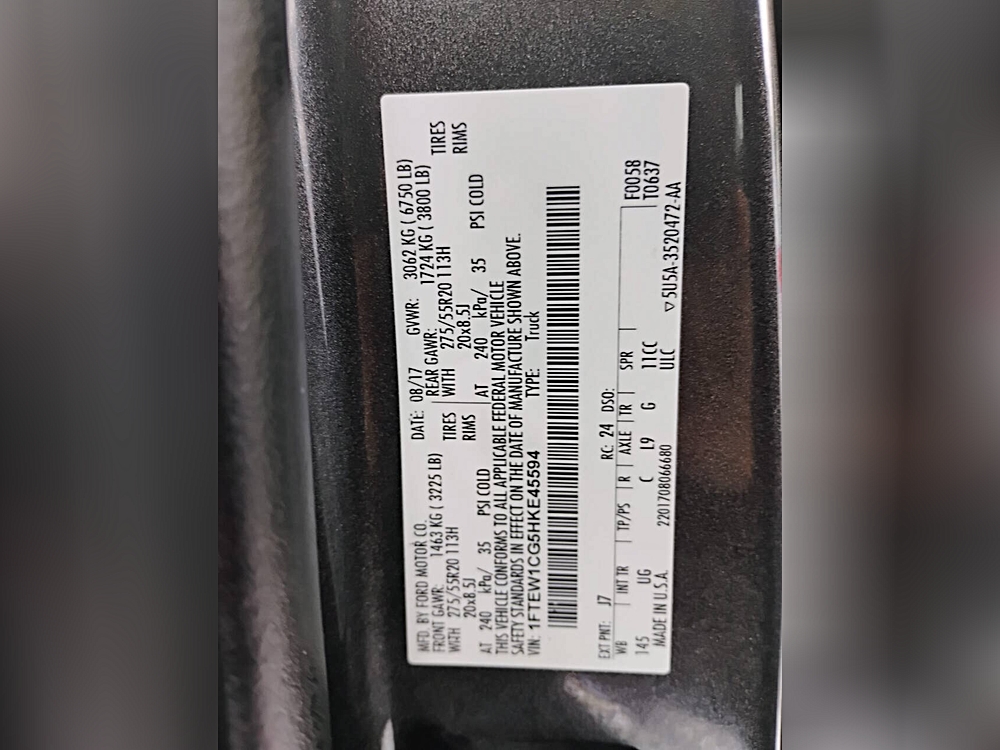 MFD. BY FORD MOTOR CO. DATE: 08/17 GVWR: 3062 KG ( 6750 LB)
FRONT GAWR: 1463 KG ( 3225 LB) REAR GAWR: 1724 KG ( 3800 LB)
WITH 275/55R20 113H TIRES WITH 275/55R20 113H TIRES
20x8.5J RIMS 20x8.5J RIMS
AT 240 kPa/ 35 PSI COLD AT 240 kPa/ 35 PSI COLD
THIS VEHICLE CONFORMS TO ALL APPLICABLE FEDERAL MOTOR VEHICLE
SAFETY STANDARDS IN EFFECT ON THE DATE OF MANUFACTURE SHOWN ABOVE.
VIN: 1FTEW1CG5HKE45594 TYPE: Truck
EXT PNT: J7 RC: 24 DSO: F0058
WB INT TR TP/PS R AXLE TR SPR T0637
145 UG C L9 G 11CC
ULC
MADE IN U.S.A. 2201708066680 ▽5U5A-3520472-AA